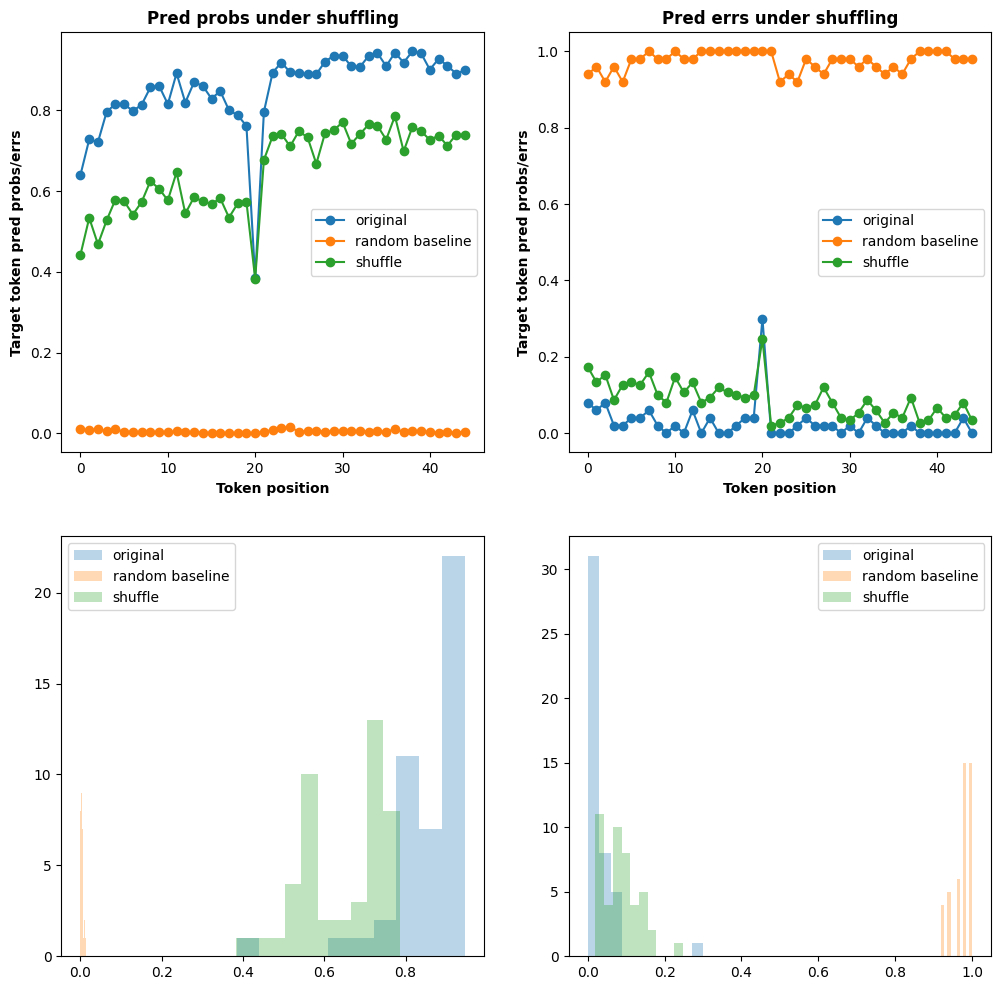 Pred probs under shuffling
Target token pred probs/errs
0.8
0.6
0.4
0.2
0.0
original
random baseline
shuffle
0 10 20 30 40
Token position
Pred errs under shuffling
Target token pred probs/errs
1.0
0.8
0.6
0.4
0.2
0.0
original
random baseline
shuffle
0 10 20 30 40
Token position
original
random baseline
shuffle
20
15
10
5
0
0.0 0.2 0.4 0.6 0.8
original
random baseline
shuffle
30
25
20
15
10
5
0
0.0 0.2 0.4 0.6 0.8 1.0